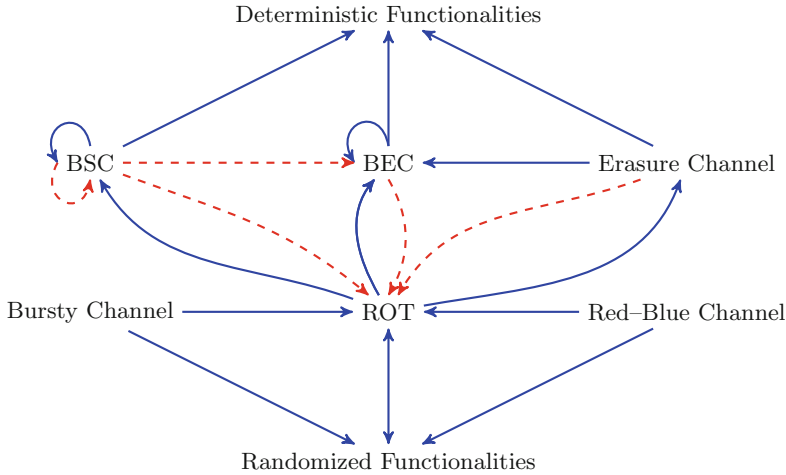 Deterministic Functionalities
BSC
BEC
Erasure Channel
Bursty Channel
ROT
Red–Blue Channel
Randomized Functionalities